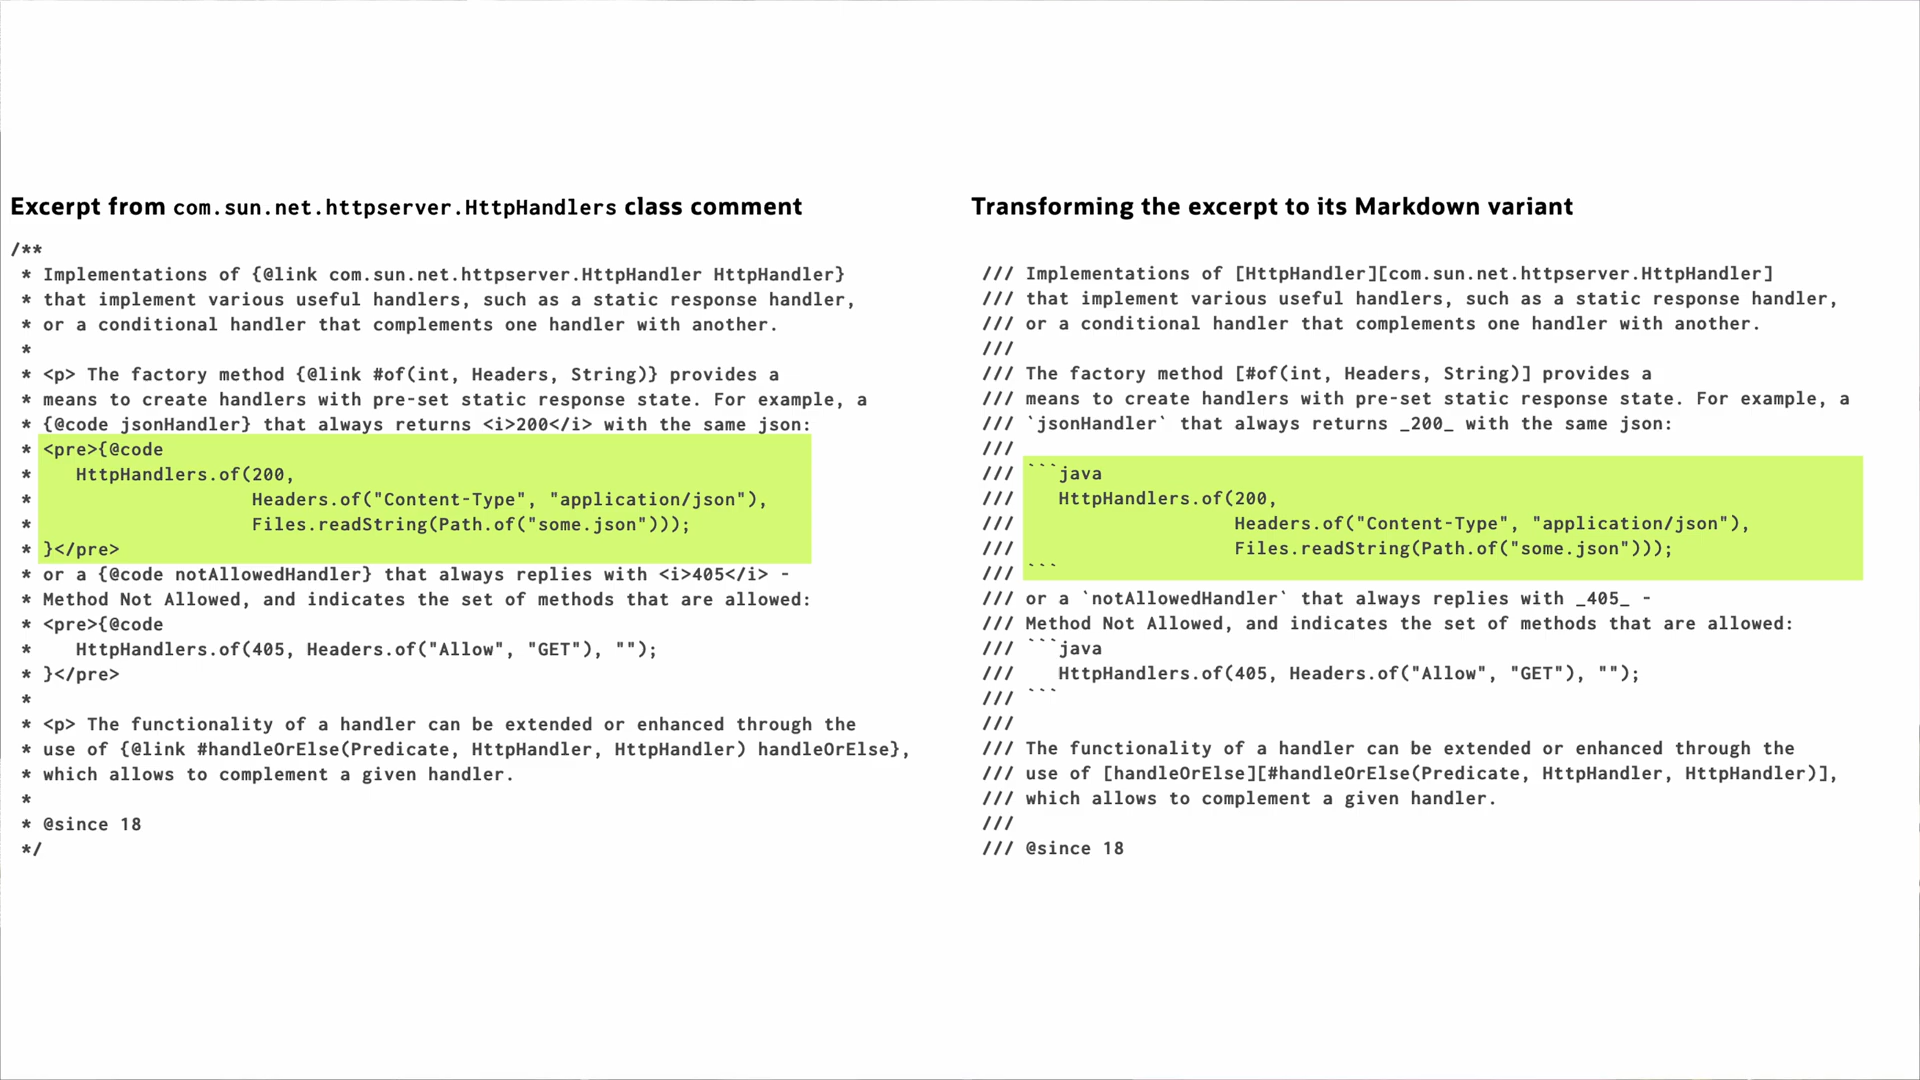 Excerpt from com.sun.net.httpserver.HttpHandlers class comment
/**
 * Implementations of {@link com.sun.net.httpserver.HttpHandler HttpHandler}
 * that implement various useful handlers, such as a static response handler,
 * or a conditional handler that complements one handler with another.
 *
 * <p> The factory method {@link #of(int, Headers, String)} provides a
 * means to create handlers with pre-set static response state. For example, a
 * {@code jsonHandler} that always returns <i>200</i> with the same json:
 * <pre>{@code
 *    HttpHandlers.of(200,
 *                    Headers.of("Content-Type", "application/json"),
 *                    Files.readString(Path.of("some.json")));
 * }</pre>
 * or a {@code notAllowedHandler} that always replies with <i>405</i> -
 * Method Not Allowed, and indicates the set of methods that are allowed:
 * <pre>{@code
 *    HttpHandlers.of(405, Headers.of("Allow", "GET"), "");
 * }</pre>
 *
 * <p> The functionality of a handler can be extended or enhanced through the
 * use of {@link #handleOrElse(Predicate, HttpHandler, HttpHandler) handleOrElse},
 * which allows to complement a given handler.
 *
 * @since 18
 */
Transforming the excerpt to its Markdown variant
/// Implementations of [HttpHandler][com.sun.net.httpserver.HttpHandler]
/// that implement various useful handlers, such as a static response handler,
/// or a conditional handler that complements one handler with another.
///
/// The factory method [#of(int, Headers, String)] provides a
/// means to create handlers with pre-set static response state. For example, a
/// `jsonHandler` that always returns _200_ with the same json:
///
/// ```java
///    HttpHandlers.of(200,
///                    Headers.of("Content-Type", "application/json"),
///                    Files.readString(Path.of("some.json")));
/// ```
/// or a `notAllowedHandler` that always replies with _405_ -
/// Method Not Allowed, and indicates the set of methods that are allowed:
/// ```java
///    HttpHandlers.of(405, Headers.of("Allow", "GET"), "");
/// ```
///
/// The functionality of a handler can be extended or enhanced through the
/// use of [handleOrElse][#handleOrElse(Predicate, HttpHandler, HttpHandler)],
/// which allows to complement a given handler.
///
/// @since 18